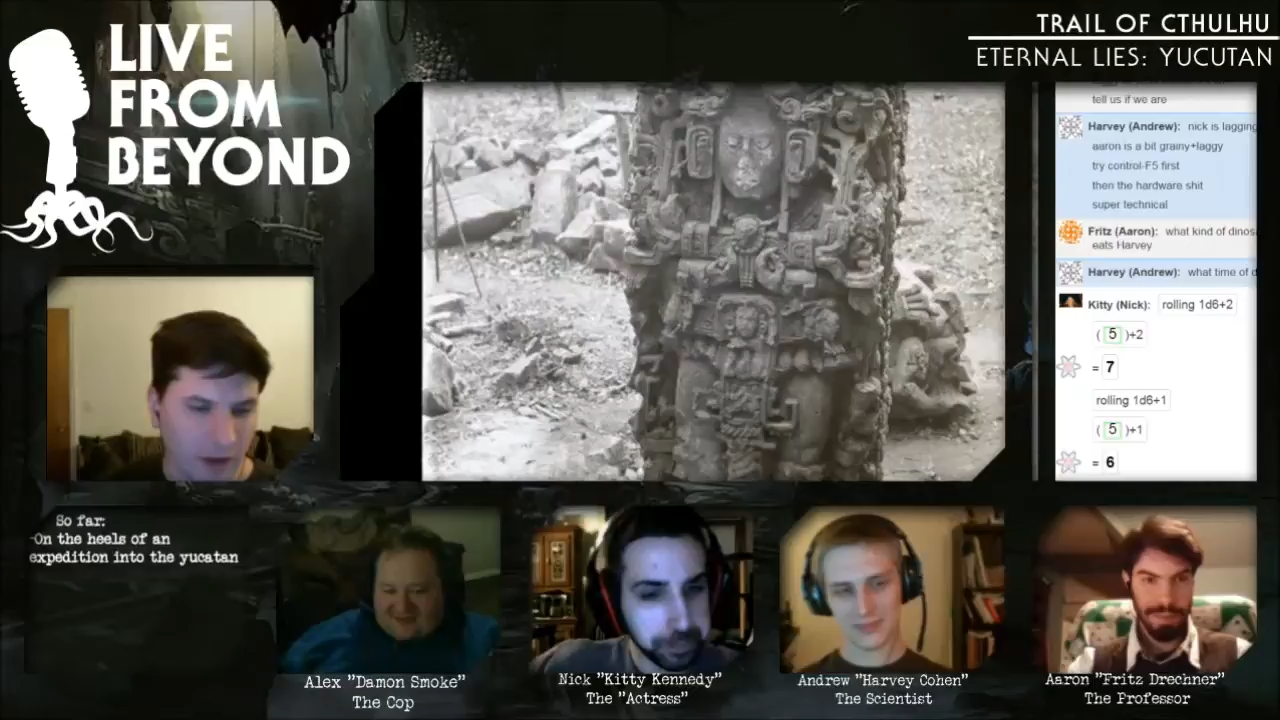 LIVE
FROM
BEYOND
TRAIL OF CTHULHU
ETERNAL LIES: YUCUTAN
tell us if we are
Harvey (Andrew): nick is lagging
aaron is a bit grainy+laggy
try control-F5 first
then the hardware shit
super technical
Fritz (Aaron): what kind of dinos
eats Harvey
Harvey (Andrew): what time of d
Kitty (Nick): rolling 1d6+2
(5)+2
= 7
rolling 1d6+1
(5)+1
= 6
So far:
-On the heels of an
expedition into the yucatan
Alex "Damon Smoke"
The Cop
Nick "Kitty Kennedy"
The "Actress"
Andrew "Harvey Cohen"
The Scientist
Aaron "Fritz Drechner"
The Professor